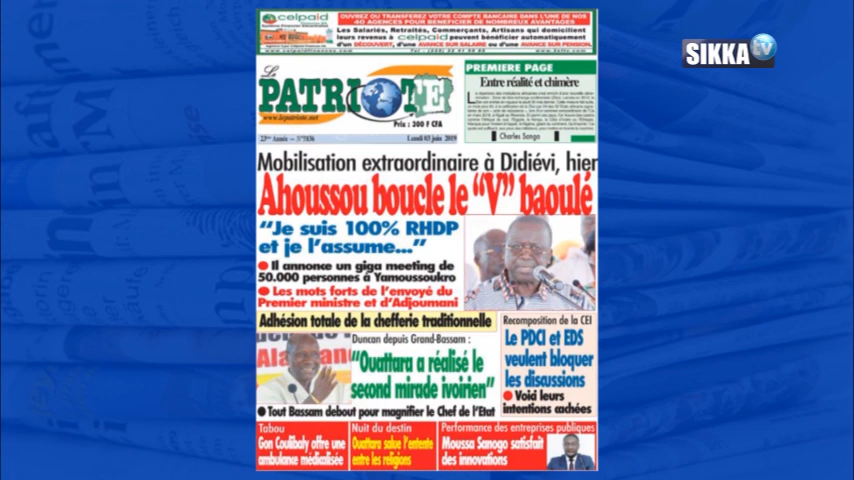 celpaid
OUVREZ OU TRANSFEREZ VOTRE COMPTE BANCAIRE DANS L'UNE DE NOS
40 AGENCES POUR BENEFICIER DE NOMBREUX AVANTAGES
Les Salariés, Retraités, Commerçants, Artisans qui domicilient
leurs revenus à celpaid peuvent bénéficier automatiquement
d'un DÉCOUVERT, d'une AVANCE SUR SALAIRE ou d'une AVANCE SUR PENSION.
SIKKA tv
Le
PATRIOTE
www.lepatriote.net
Prix : 300 F CFA
23ème Année – N°5836
Lundi 03 juin 2019
PREMIERE PAGE
Entre réalité et chimère
Charles Sanga
Mobilisation extraordinaire à Didiévi, hier
Ahoussou boucle le "V" baoulé
"Je suis 100% RHDP
et je l'assume..."
Il annonce un giga meeting de
50.000 personnes à Yamoussoukro
Les mots forts de l'envoyé du
Premier ministre et d'Adjoumani
Adhésion totale de la chefferie traditionnelle
Duncan depuis Grand-Bassam :
"Ouattara a réalisé le
second miracle ivoirien"
Tout Bassam debout pour magnifier le Chef de l'Etat
Recomposition de la CEI
Le PDCI et EDS
veulent bloquer
les discussions
Voici leurs
intentions cachées
Tabou
Gon Coulibaly offre une
ambulance médicalisée
Nuit du destin
Ouattara salue l'entente
entre les religions
Performance des entreprises publiques
Moussa Sanogo satisfait
des innovations